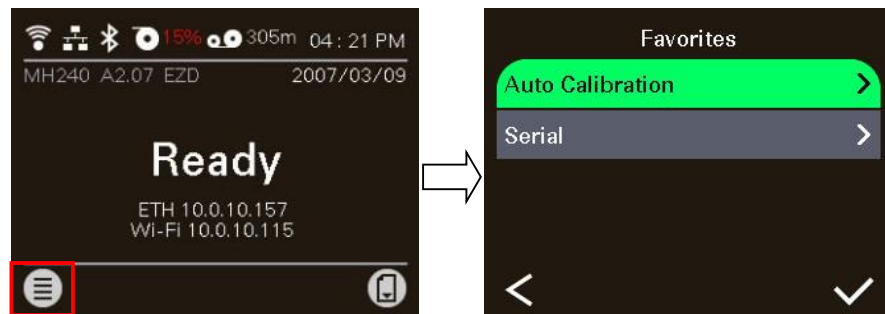 15% 305m 04:21 PM
MH240 A2.07 EZD 2007/03/09
Ready
ETH 10.0.10.157
Wi-Fi 10.0.10.115
Favorites
Auto Calibration
Serial